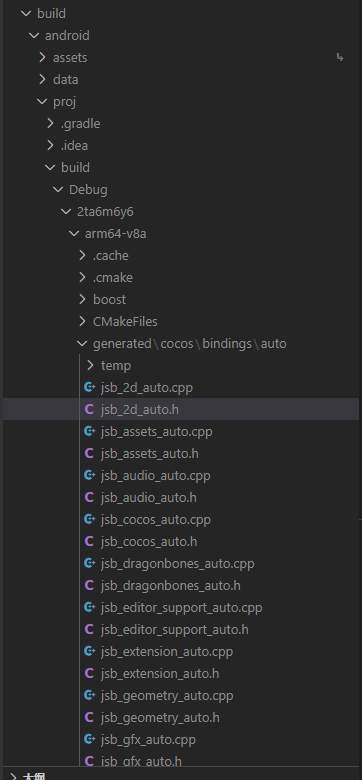 build
android
assets
data
proj
.gradle
.idea
build
Debug
2ta6m6y6
arm64-v8a
.cache
.cmake
boost
CMakeFiles
generated\cocos\bindings\auto
temp
jsb_2d_auto.cpp
jsb_2d_auto.h
jsb_assets_auto.cpp
jsb_assets_auto.h
jsb_audio_auto.cpp
jsb_audio_auto.h
jsb_cocos_auto.cpp
jsb_cocos_auto.h
jsb_dragonbones_auto.cpp
jsb_dragonbones_auto.h
jsb_editor_support_auto.cpp
jsb_editor_support_auto.h
jsb_extension_auto.cpp
jsb_extension_auto.h
jsb_geometry_auto.cpp
jsb_geometry_auto.h
jsb_gfx_auto.cpp
jsb_gfx_auto.h
大纲